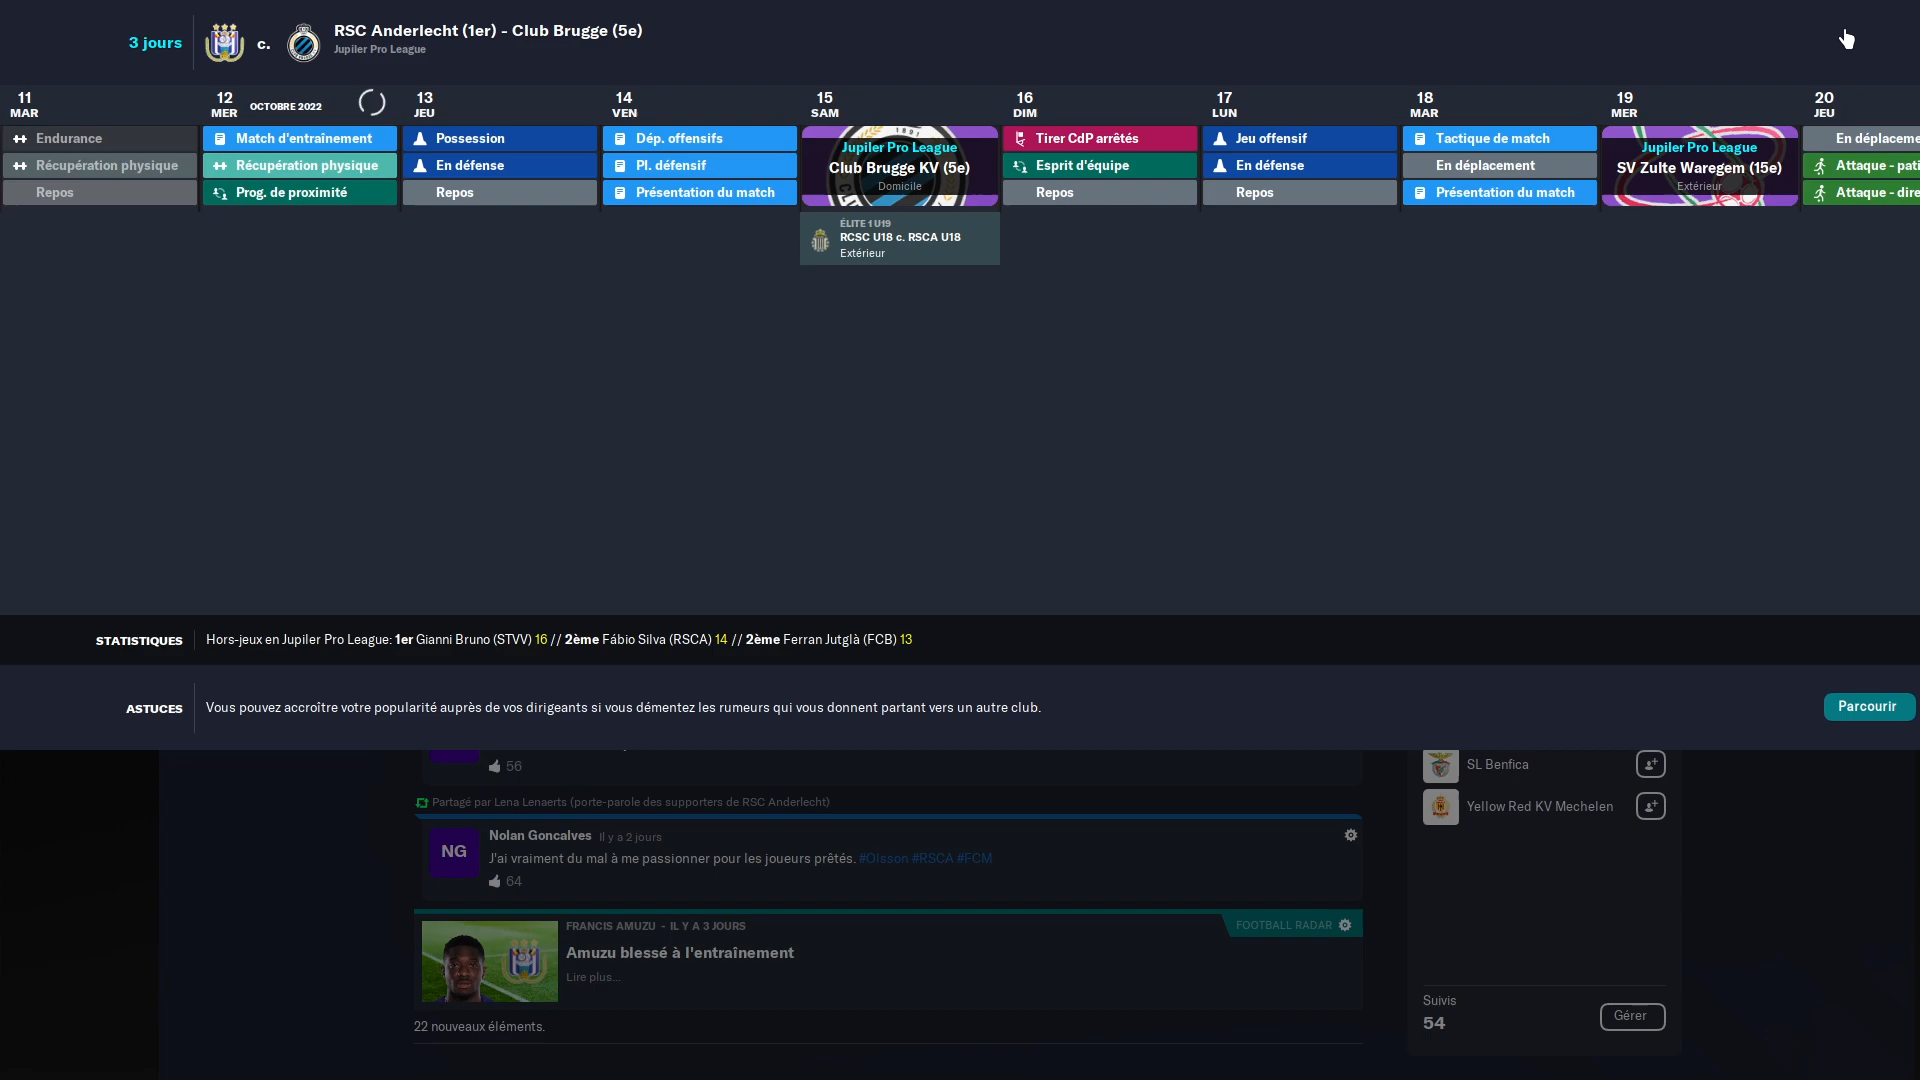 3 jours
c.
RSC Anderlecht (1er) - Club Brugge (5e)
Jupiler Pro League
11
MAR
12
MER OCTOBRE 2022
13
JEU
14
VEN
15
SAM
16
DIM
17
LUN
18
MAR
19
MER
20
JEU
Endurance
Récupération physique
Repos
Match d'entraînement
Récupération physique
Prog. de proximité
Possession
En défense
Repos
Dép. offensifs
Pl. défensif
Présentation du match
1891
Jupiler Pro League
Club Brugge KV (5e)
Domicile
ÉLITE 1 U19
RCSC U18 c. RSCA U18
Extérieur
Tirer CdP arrêtés
Esprit d'équipe
Repos
Jeu offensif
En défense
Repos
Tactique de match
En déplacement
Présentation du match
Jupiler Pro League
SV Zulte Waregem (15e)
Extérieur
En déplaceme
Attaque - pati
Attaque - dire
STATISTIQUES
Hors-jeux en Jupiler Pro League: 1er Gianni Bruno (STVV) 16 // 2ème Fábio Silva (RSCA) 14 // 2ème Ferran Jutglà (FCB) 13
ASTUCES
Vous pouvez accroître votre popularité auprès de vos dirigeants si vous démentez les rumeurs qui vous donnent partant vers un autre club.
Parcourir
56
Partagé par Lena Lenaerts (porte-parole des supporters de RSC Anderlecht)
NG
Nolan Goncalves Il y a 2 jours
J'ai vraiment du mal à me passionner pour les joueurs prêtés. #Olsson #RSCA #FCM
64
FRANCIS AMUZU - IL Y A 3 JOURS
FOOTBALL RADAR
Amuzu blessé à l'entraînement
Lire plus...
22 nouveaux éléments.
SL Benfica
Yellow Red KV Mechelen
Suivis
54
Gérer